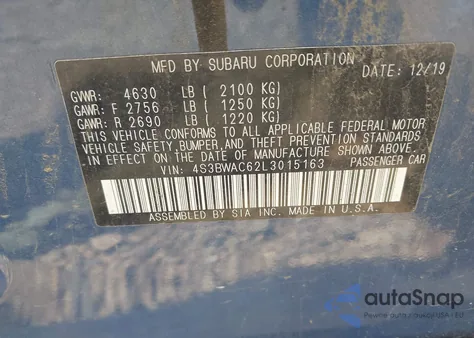 MFD BY SUBARU CORPORATION
DATE: 12/19
GVWR: 4630 LB ( 2100 KG)
GAWR: F 2756 LB ( 1250 KG)
GAWR: R 2690 LB ( 1220 KG)
THIS VEHICLE CONFORMS TO ALL APPLICABLE FEDERAL MOTOR
VEHICLE SAFETY, BUMPER, AND THEFT PREVENTION STANDARDS
IN EFFECT ON THE DATE OF MANUFACTURE SHOWN ABOVE.
VIN: 4S3BWAC62L3015163 PASSENGER CAR
ASSEMBLED BY SIA INC. MADE IN U.S.A.
autoSnap